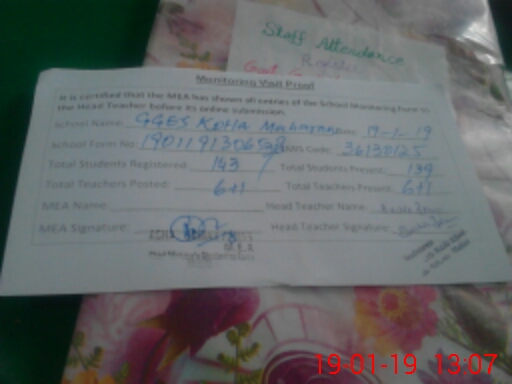 Staff Attendance
Register
Govt
Monitoring Visit Proof
It is certified that the MEA has shown all entries of the School Monitoring Form to
the Head Teacher before its online submission.
School Name: GGES Kotla Date: 19-1-19
School Form No: EMIS Code: 36130125
Total Students Registered: 143 Total Students Present: 139
Total Teachers Posted: 6+1 Total Teachers Present: 6+1
MEA Name: Head Teacher Name:
MEA Signature: Head Teacher Signature:
M.E.A
19-01-19 13:07